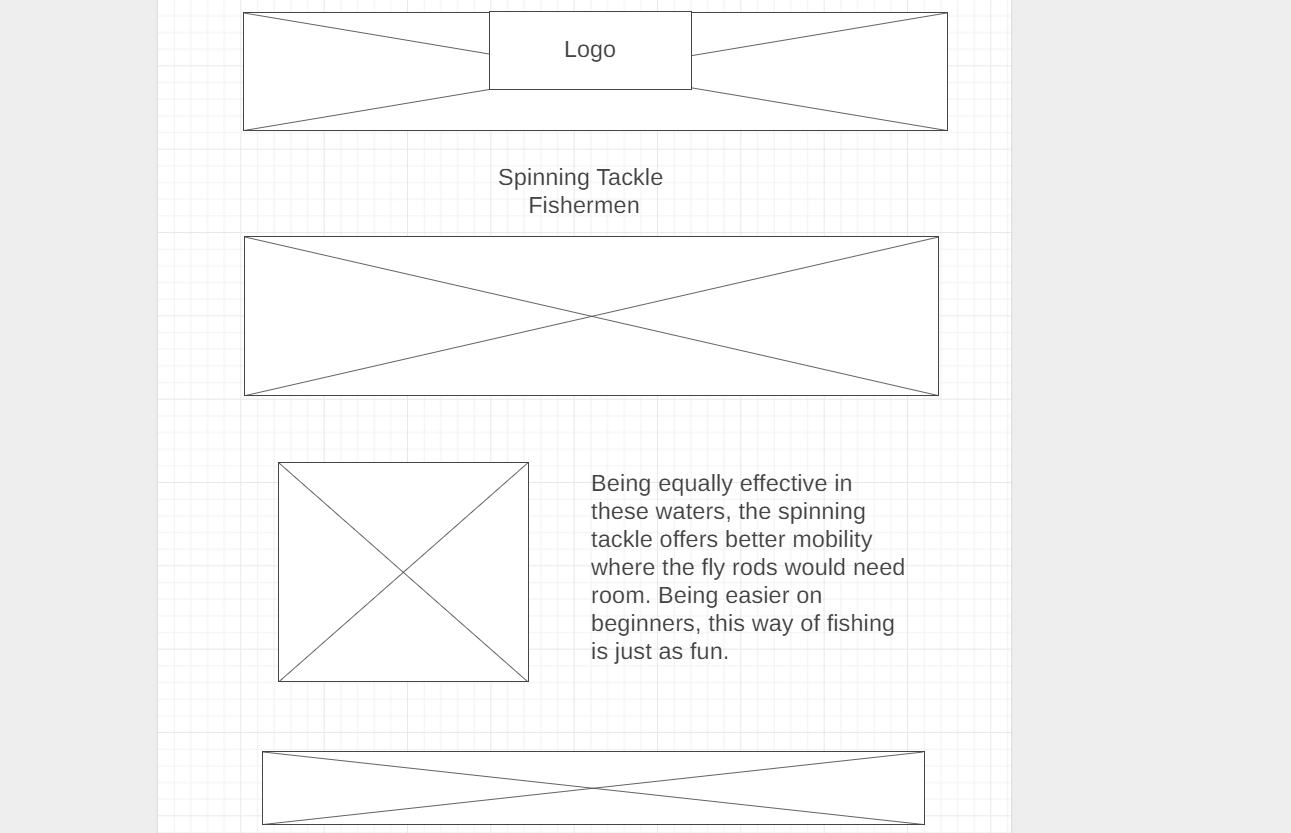 Logo
Spinning Tackle
Fishermen
Being equally effective in
these waters, the spinning
tackle offers better mobility
where the fly rods would need
room. Being easier on
beginners, this way of fishing
is just as fun.